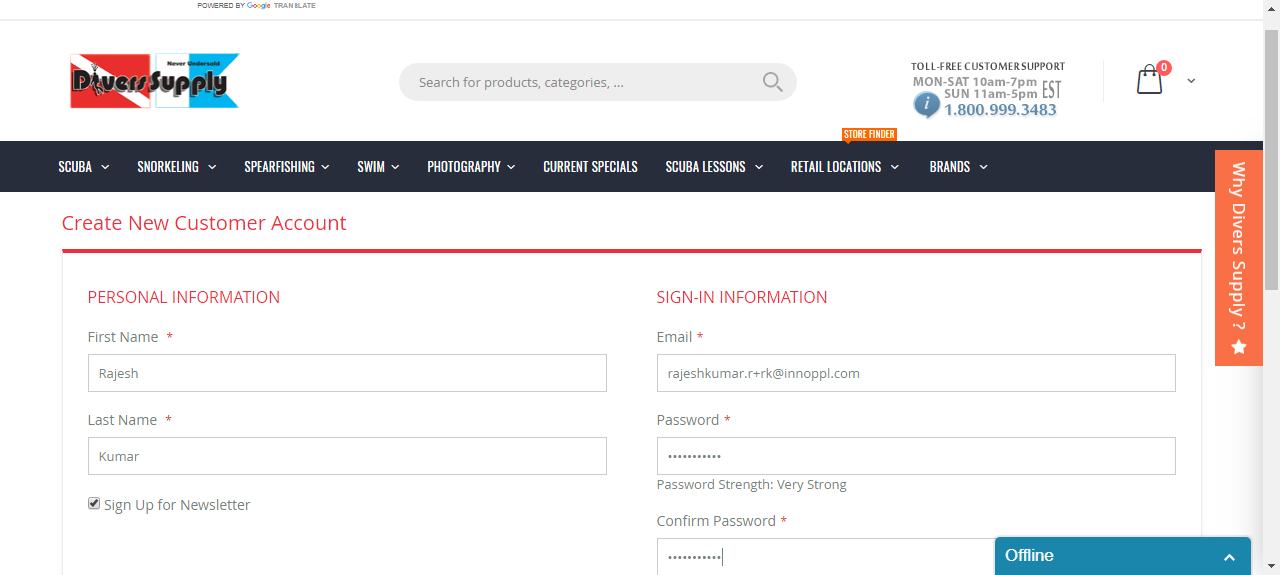 POWERED BY Google TRANSLATE
Never Undersold
Divers Supply
Search for products, categories, ...
TOLL-FREE CUSTOMER SUPPORT
MON-SAT 10am-7pm
SUN 11am-5pm EST
1.800.999.3483
0
STORE FINDER
SCUBA SNORKELING SPEARFISHING SWIM PHOTOGRAPHY CURRENT SPECIALS SCUBA LESSONS RETAIL LOCATIONS BRANDS
Why Divers Supply ?
Create New Customer Account
PERSONAL INFORMATION
First Name *
Rajesh
Last Name *
Kumar
Sign Up for Newsletter
SIGN-IN INFORMATION
Email *
rajeshkumar.r+rk@innoppl.com
Password *
•••••••••••
Password Strength: Very Strong
Confirm Password *
•••••••••••
Offline